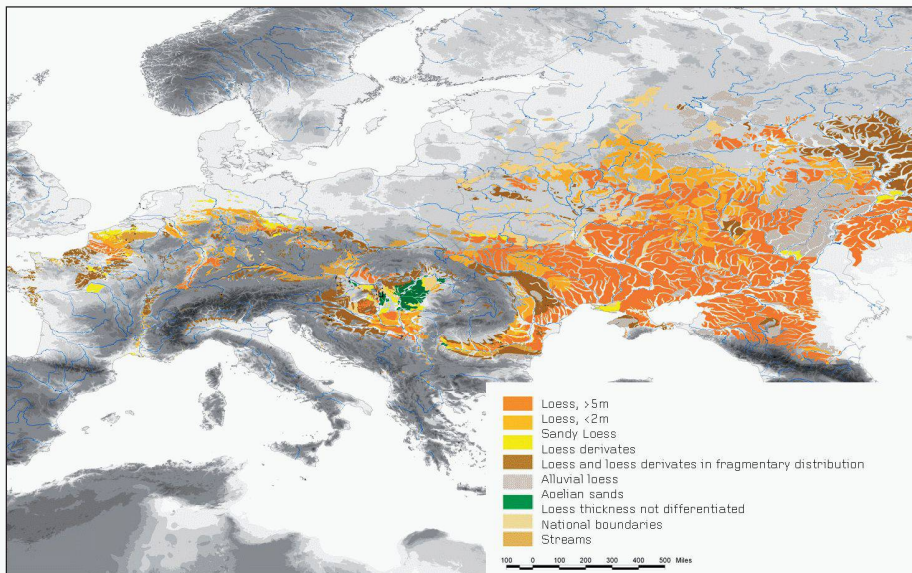 Loess, >5m
Loess, <2m
Sandy Loess
Loess derivates
Loess and loess derivates in fragmentary distribution
Alluvial loess
Aoelian sands
Loess thickness not differentiated
National boundaries
Streams
100 0 100 200 300 400 500 Miles